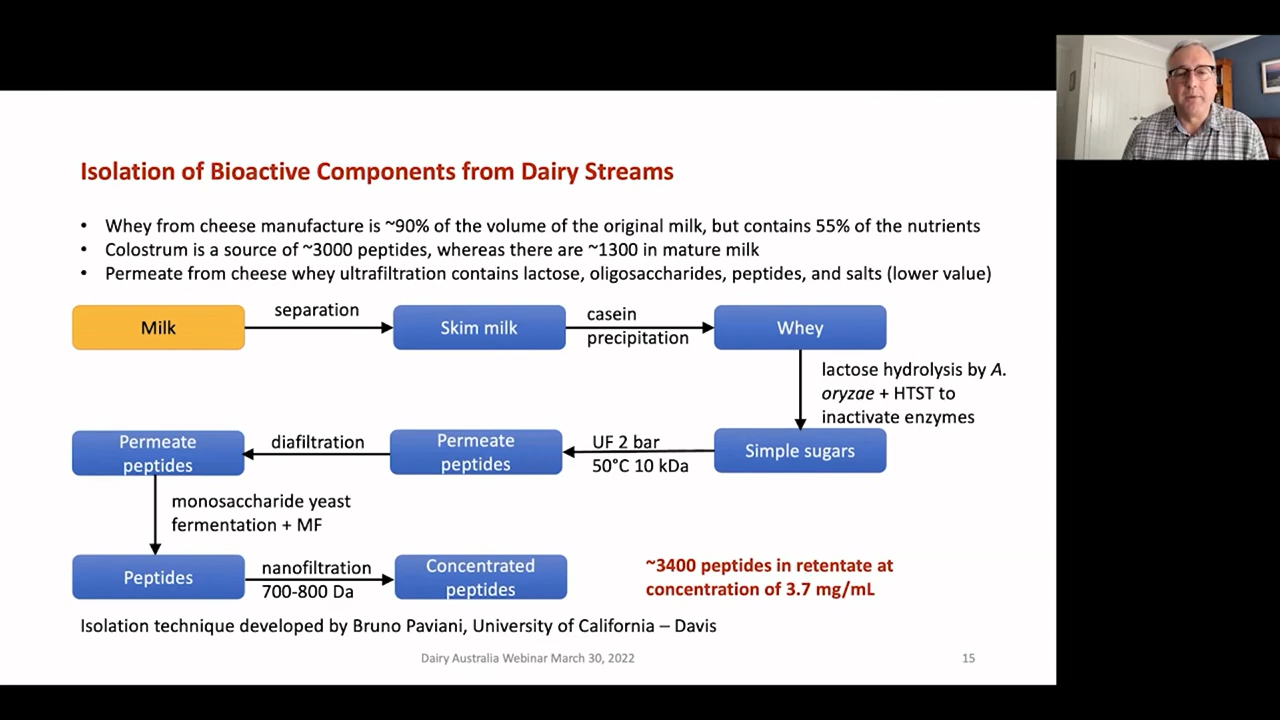 Isolation of Bioactive Components from Dairy Streams
• Whey from cheese manufacture is ~90% of the volume of the original milk, but contains 55% of the nutrients
• Colostrum is a source of ~3000 peptides, whereas there are ~1300 in mature milk
• Permeate from cheese whey ultrafiltration contains lactose, oligosaccharides, peptides, and salts (lower value)
Milk
separation
Skim milk
casein
precipitation
Whey
lactose hydrolysis by A.
oryzae + HTST to
inactivate enzymes
Simple sugars
UF 2 bar
50°C 10 kDa
Permeate
peptides
diafiltration
Permeate
peptides
monosaccharide yeast
fermentation + MF
Peptides
nanofiltration
700-800 Da
Concentrated
peptides
~3400 peptides in retentate at
concentration of 3.7 mg/mL
Isolation technique developed by Bruno Paviani, University of California – Davis
Dairy Australia Webinar March 30, 2022
15